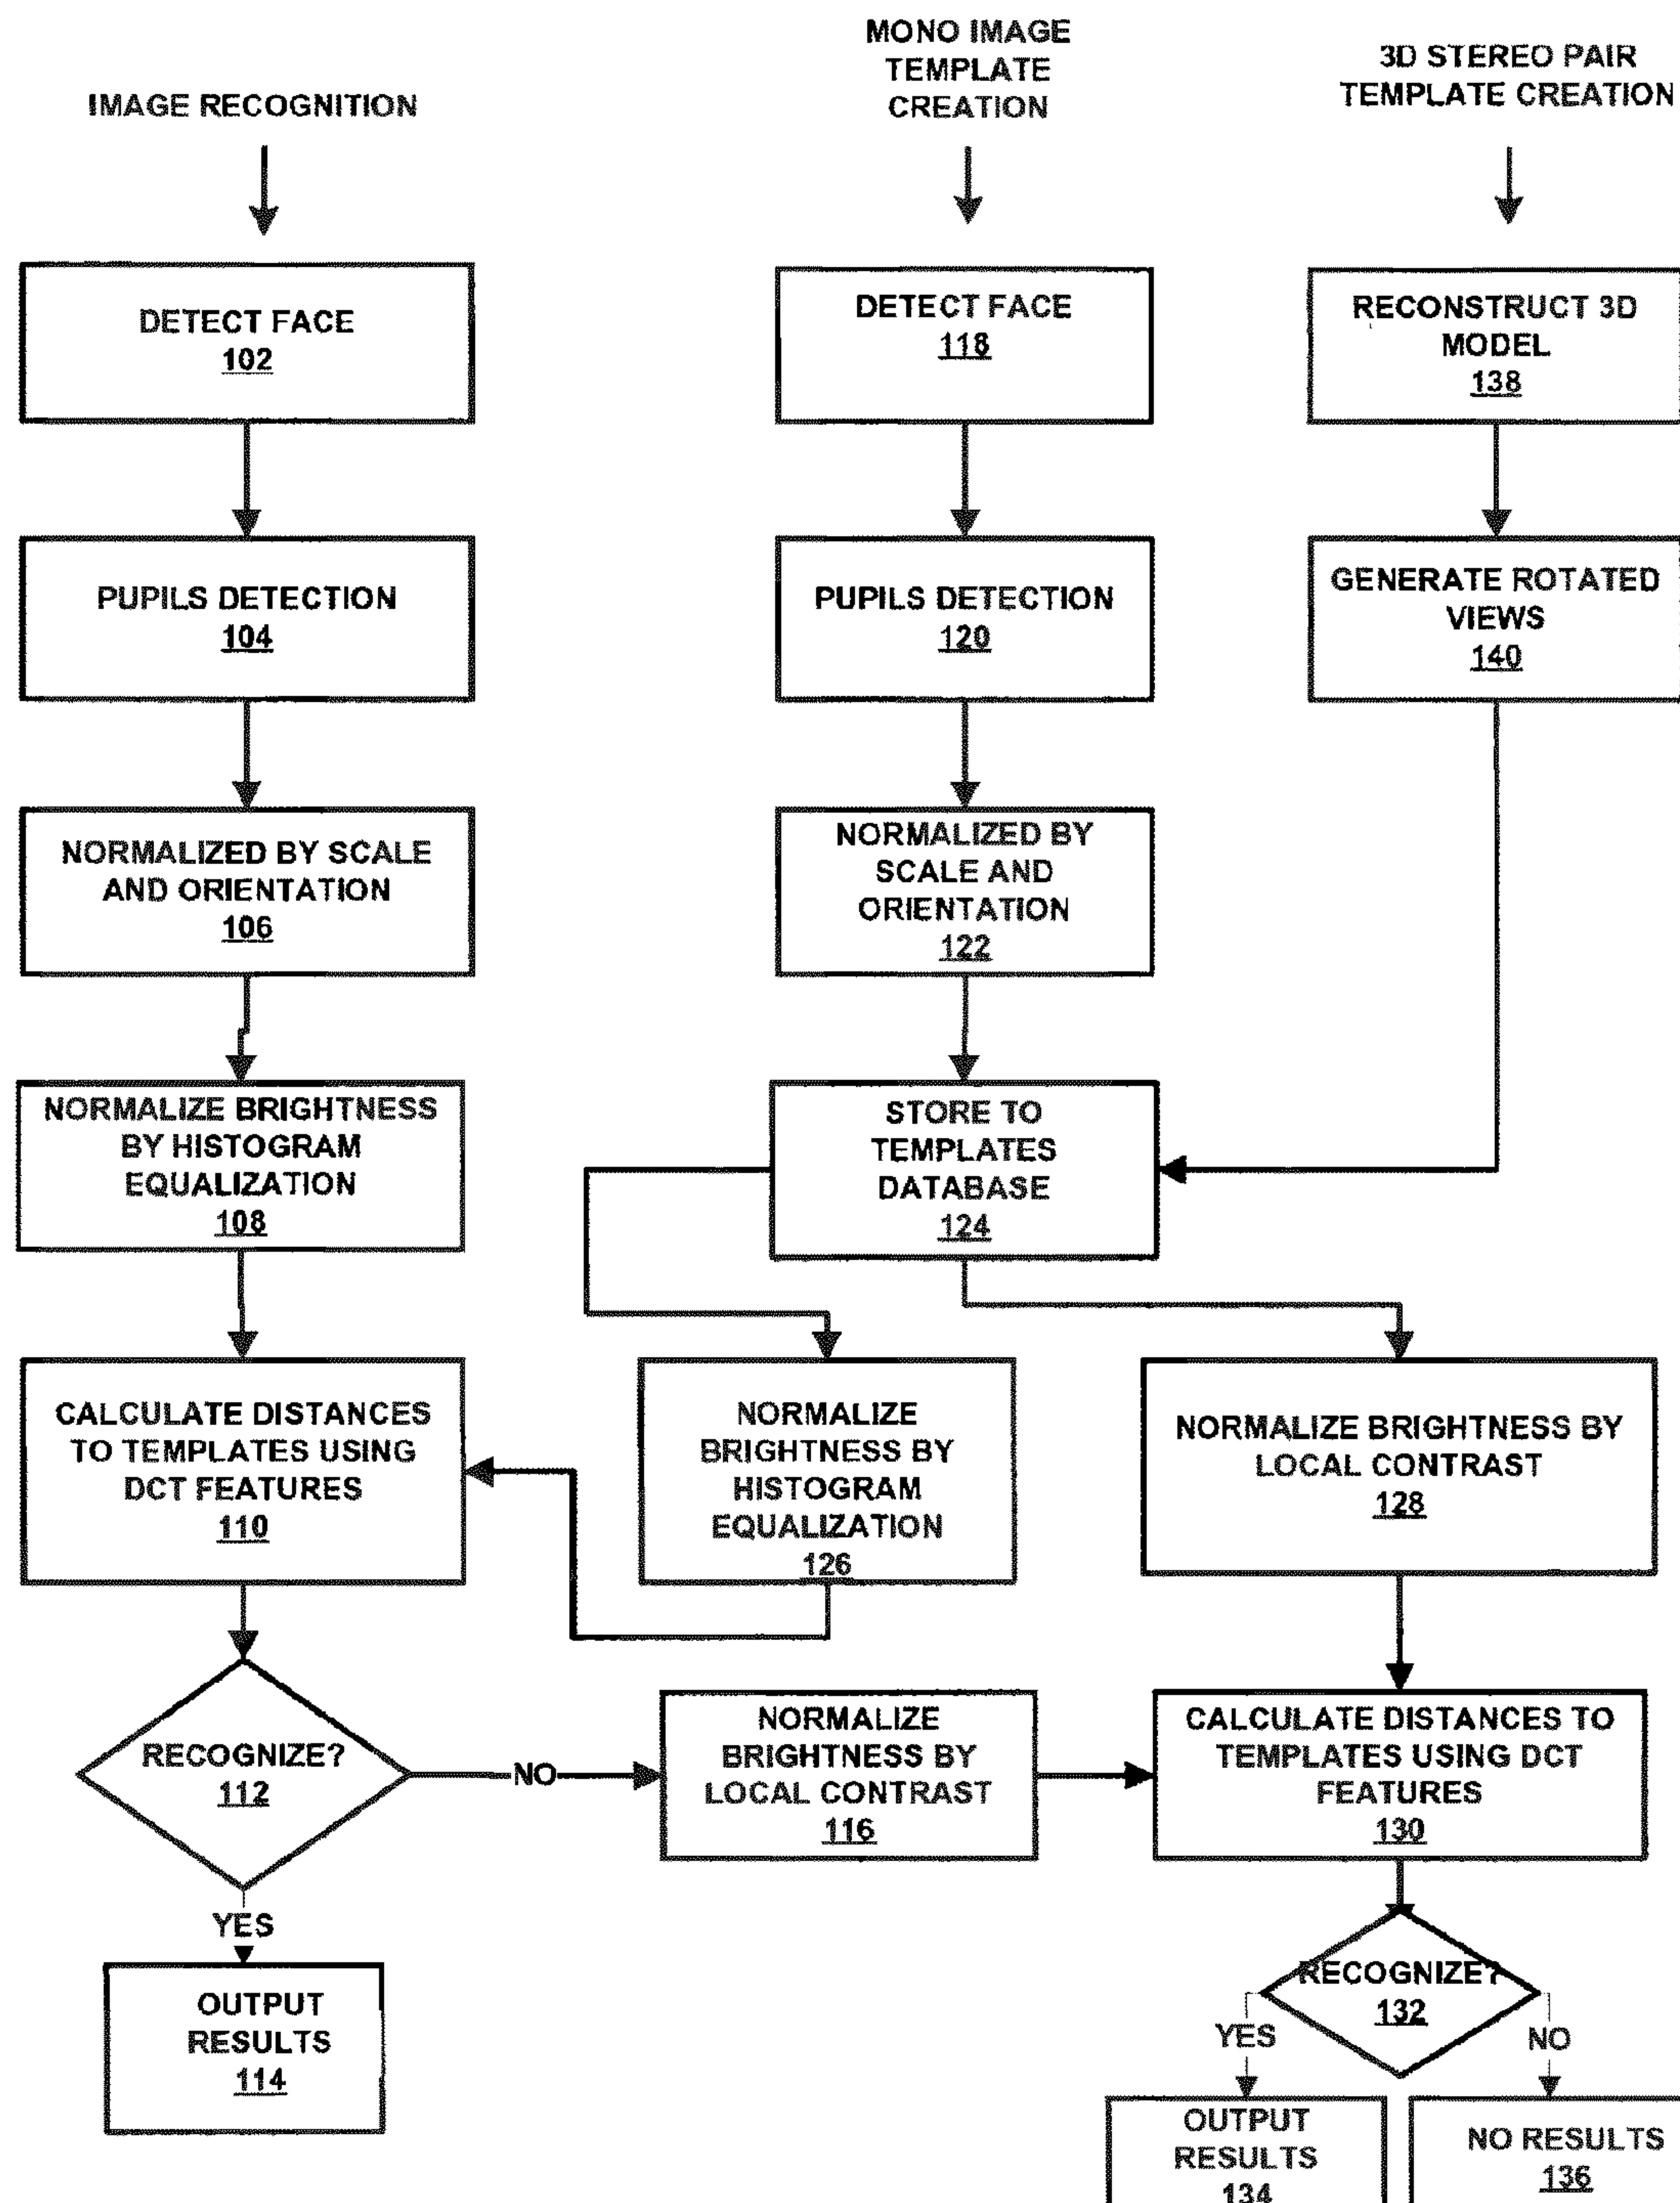 IMAGE RECOGNITION
MONO IMAGE
TEMPLATE
CREATION
3D STEREO PAIR
TEMPLATE CREATION
DETECT FACE
102
DETECT FACE
118
RECONSTRUCT 3D
MODEL
138
PUPILS DETECTION
104
PUPILS DETECTION
120
GENERATE ROTATED
VIEWS
140
NORMALIZED BY SCALE
AND ORIENTATION
106
NORMALIZED BY
SCALE AND
ORIENTATION
122
NORMALIZE BRIGHTNESS
BY HISTOGRAM
EQUALIZATION
108
STORE TO
TEMPLATES
DATABASE
124
CALCULATE DISTANCES
TO TEMPLATES USING
DCT FEATURES
110
NORMALIZE
BRIGHTNESS BY
HISTOGRAM
EQUALIZATION
126
NORMALIZE BRIGHTNESS BY
LOCAL CONTRAST
128
RECOGNIZE?
112
NO
NORMALIZE
BRIGHTNESS BY
LOCAL CONTRAST
116
CALCULATE DISTANCES TO
TEMPLATES USING DCT
FEATURES
130
YES
OUTPUT
RESULTS
114
RECOGNIZE?
132
YES
NO
OUTPUT
RESULTS
134
NO RESULTS
136